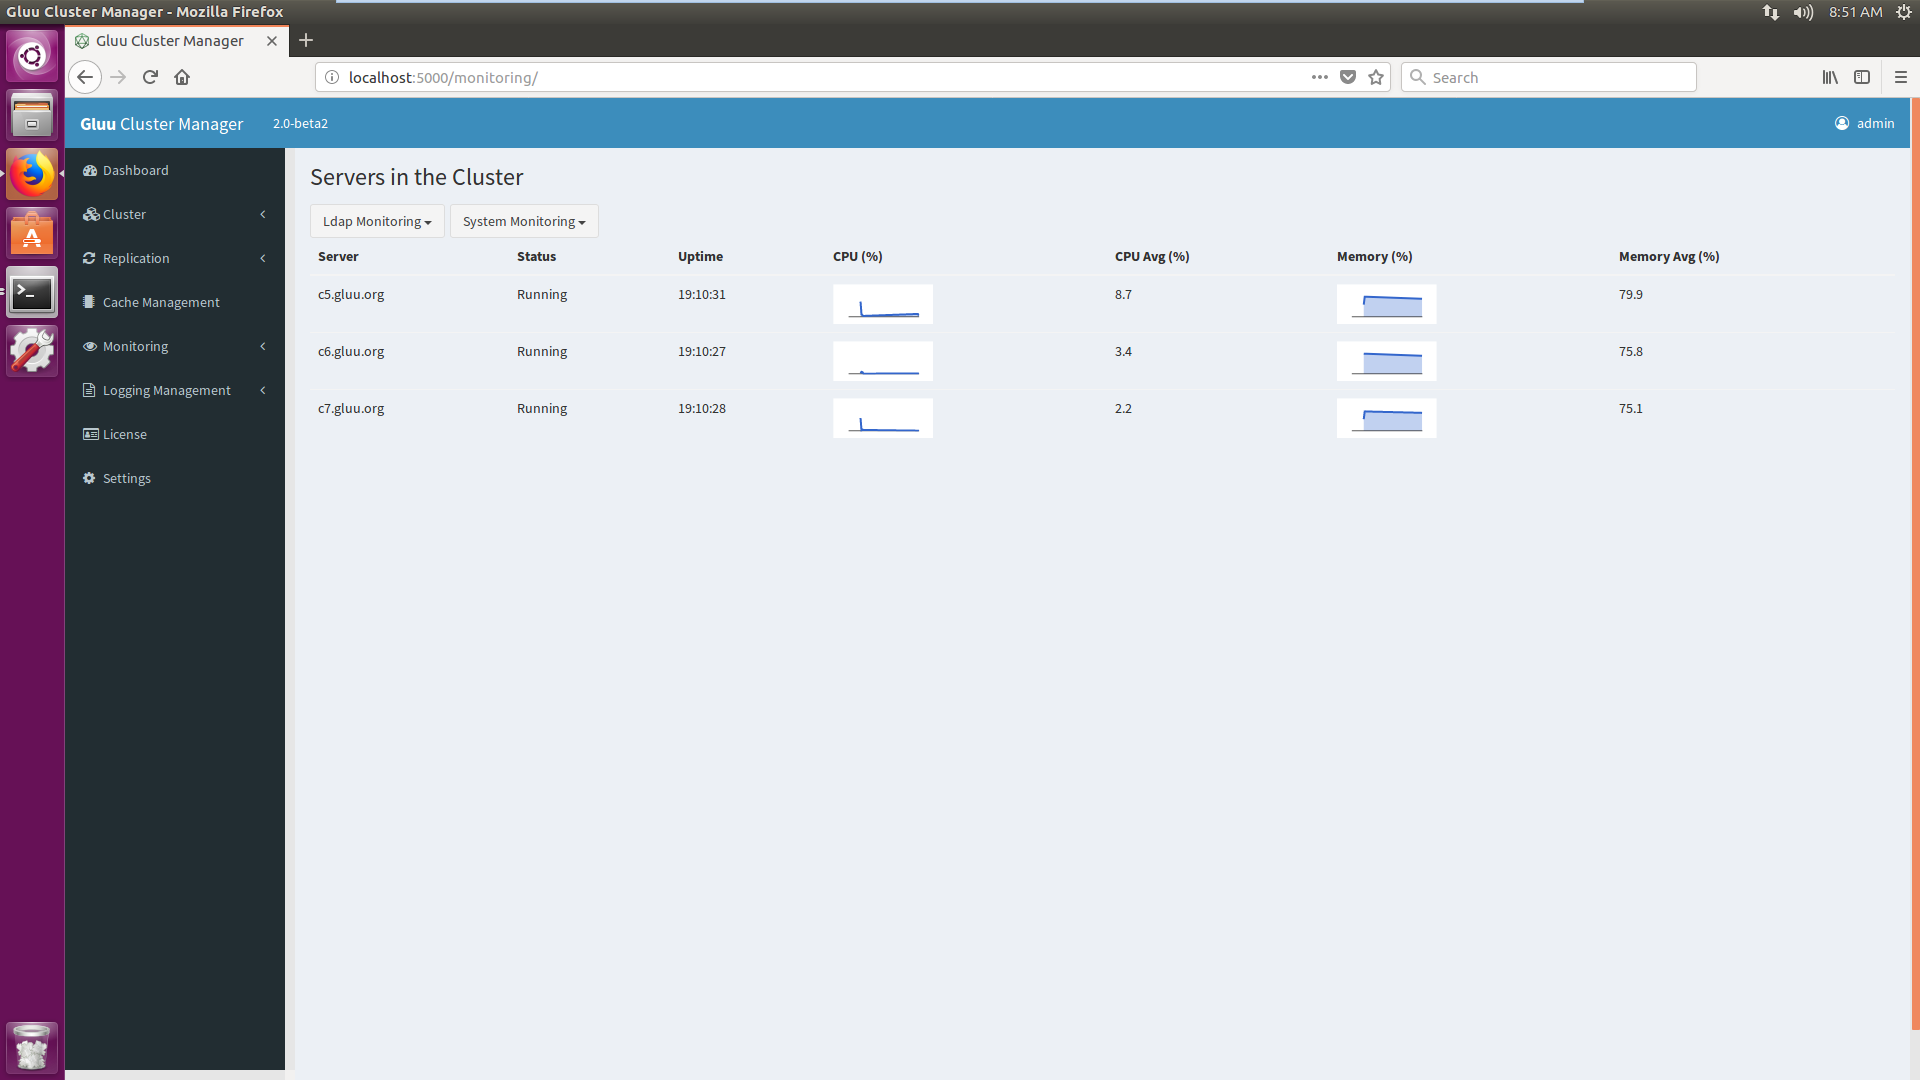 Gluu Cluster Manager - Mozilla Firefox
8:51 AM
Gluu Cluster Manager
localhost:5000/monitoring/
Search
Gluu Cluster Manager 2.0-beta2
admin
Dashboard
Cluster
Replication
Cache Management
Monitoring
Logging Management
License
Settings
Servers in the Cluster
Ldap Monitoring System Monitoring
Server Status Uptime CPU (%) CPU Avg (%) Memory (%) Memory Avg (%)
c5.gluu.org Running 19:10:31 8.7 79.9
c6.gluu.org Running 19:10:27 3.4 75.8
c7.gluu.org Running 19:10:28 2.2 75.1